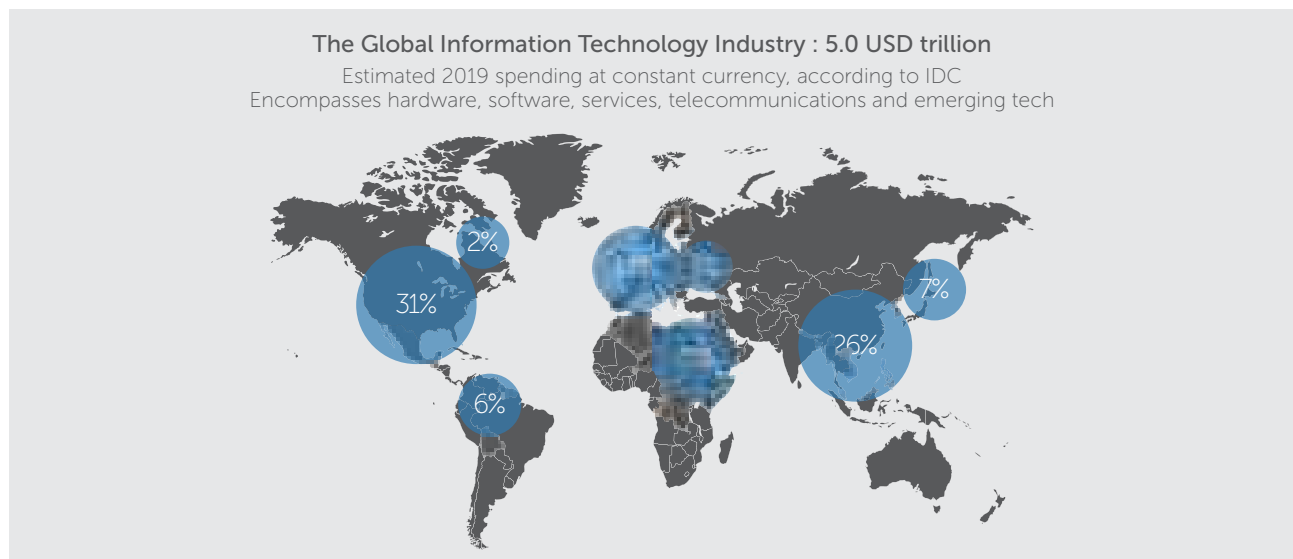 The Global Information Technology Industry : 5.0 USD trillion
Estimated 2019 spending at constant currency, according to IDC
Encompasses hardware, software, services, telecommunications and emerging tech
2%
31%
7%
26%
6%